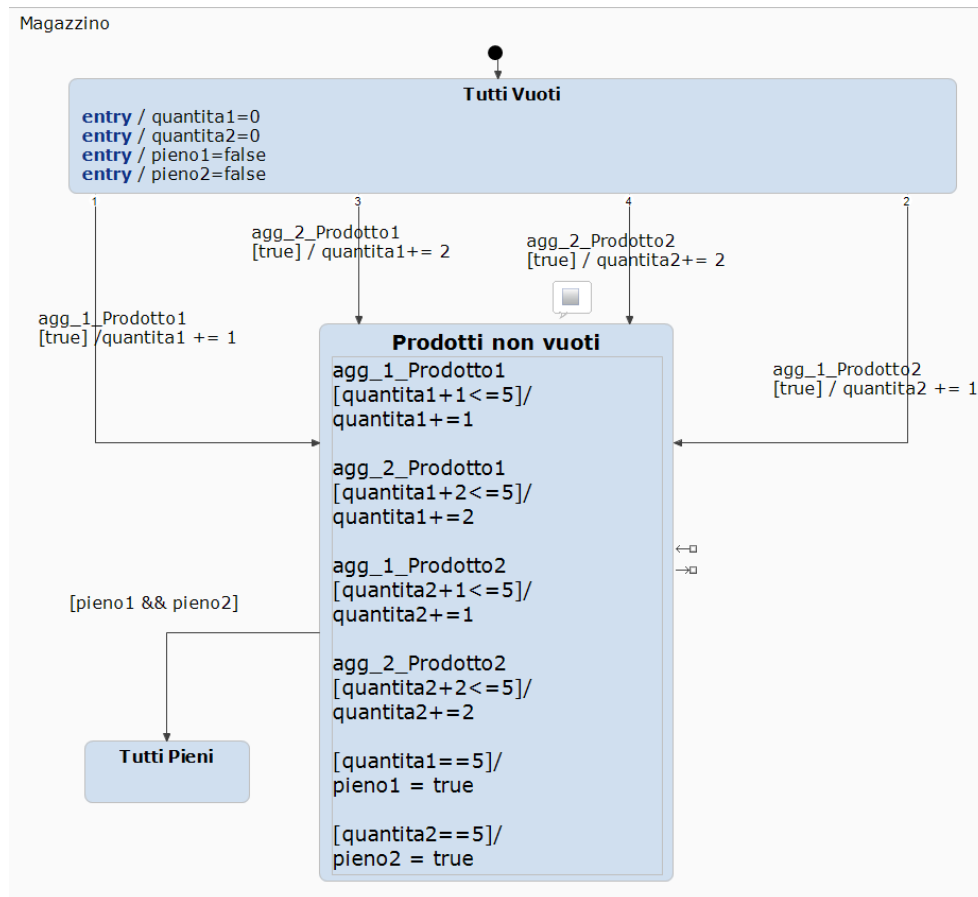 Magazzino
Tutti Vuoti
entry / quantita1=0
entry / quantita2=0
entry / pieno1=false
entry / pieno2=false
1
3
4
2
agg_2_Prodotto1
[true] / quantita1+= 2
agg_2_Prodotto2
[true] / quantita2+= 2
agg_1_Prodotto1
[true] /quantita1 += 1
agg_1_Prodotto2
[true] / quantita2 += 1
Prodotti non vuoti
agg_1_Prodotto1
[quantita1+1<=5]/
quantita1+=1
agg_2_Prodotto1
[quantita1+2<=5]/
quantita1+=2
agg_1_Prodotto2
[quantita2+1<=5]/
quantita2+=1
agg_2_Prodotto2
[quantita2+2<=5]/
quantita2+=2
[quantita1==5]/
pieno1 = true
[quantita2==5]/
pieno2 = true
[pieno1 && pieno2]
Tutti Pieni